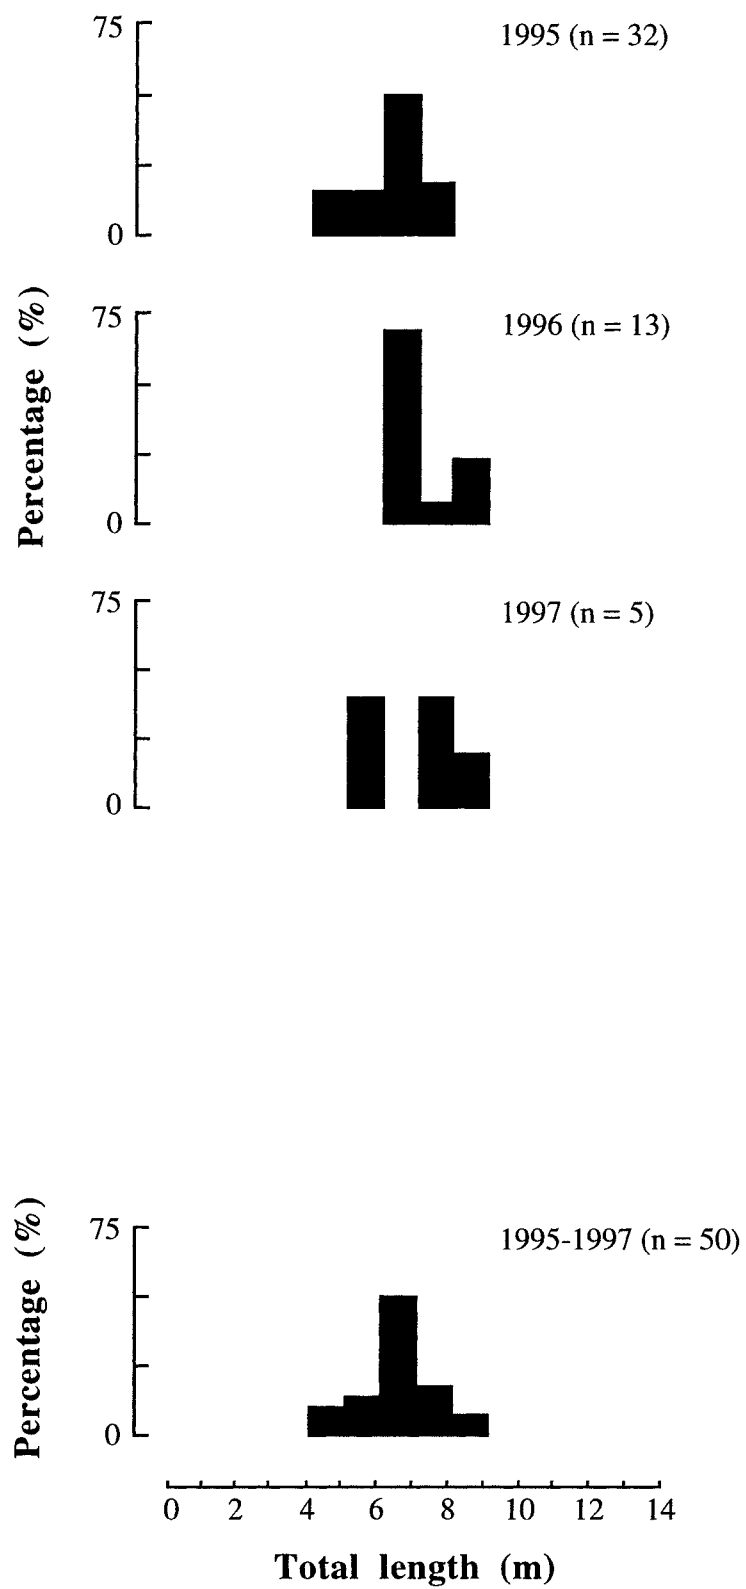 75
1995 (n = 32)
0
Percentage (%)
75
1996 (n = 13)
0
75
1997 (n = 5)
0
Percentage (%)
75
1995-1997 (n = 50)
0
0 2 4 6 8 10 12 14
Total length (m)